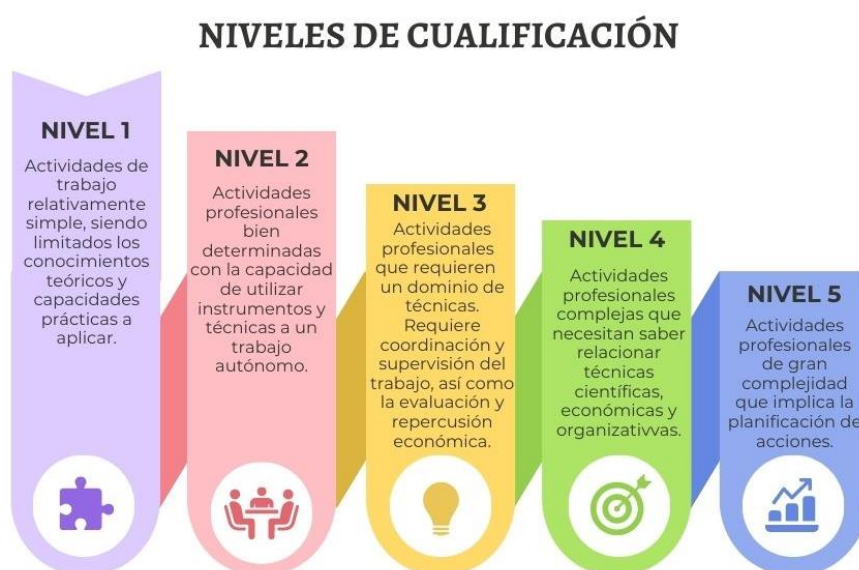 NIVELES DE CUALIFICACIÓN
NIVEL 1
Actividades de
trabajo
relativamente
simple, siendo
limitados los
conocimientos
teóricos y
capacidades
prácticas a
aplicar.
NIVEL 2
Actividades
profesionales
bien
determinadas
con la capacidad
de utilizar
instrumentos y
técnicas a un
trabajo
autónomo.
NIVEL 3
Actividades
profesionales
que requieren
un dominio de
técnicas.
Requiere
coordinación y
supervisión del
trabajo, así como
la evaluación y
repercusión
económica.
NIVEL 4
Actividades
profesionales
complejas que
necesitan saber
relacionar
técnicas
científicas,
económicas y
organizativvas.
NIVEL 5
Actividades
profesionales
de gran
complejidad
que implica la
planificación de
acciones.